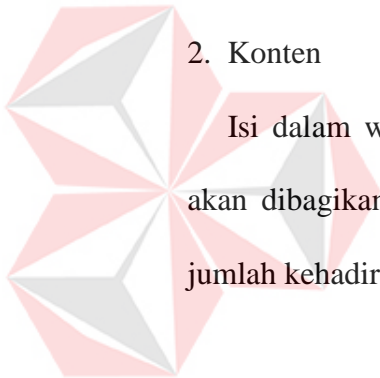 2. Konten
Isi dalam w
akan dibagikan
jumlah kehadir